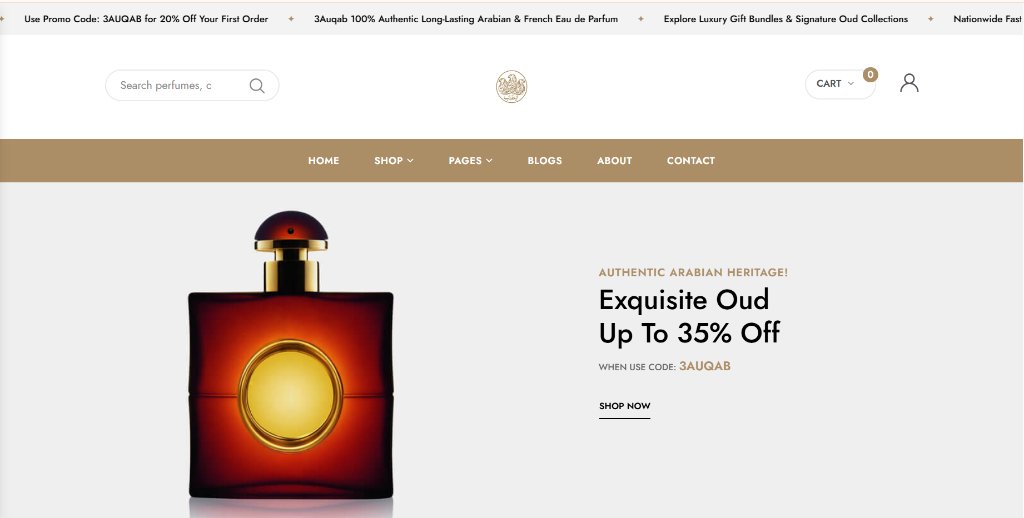 Use Promo Code: 3AUQAB for 20% Off Your First Order ✦ 3Auqab 100% Authentic Long-Lasting Arabian & French Eau de Parfum ✦ Explore Luxury Gift Bundles & Signature Oud Collections ✦ Nationwide Fast
Search perfumes, c
CART 0
HOME SHOP PAGES BLOGS ABOUT CONTACT
AUTHENTIC ARABIAN HERITAGE!
Exquisite Oud
Up To 35% Off
WHEN USE CODE: 3AUQAB
SHOP NOW